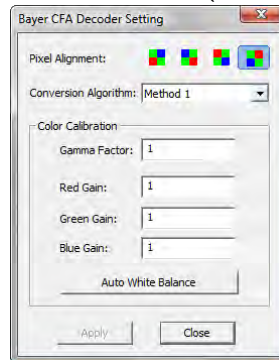 Bayer CFA Decoder Setting
Pixel Alignment:
Conversion Algorithm: Method 1
Color Calibration
Gamma Factor: 1
Red Gain: 1
Green Gain: 1
Blue Gain: 1
Auto White Balance
Apply Close